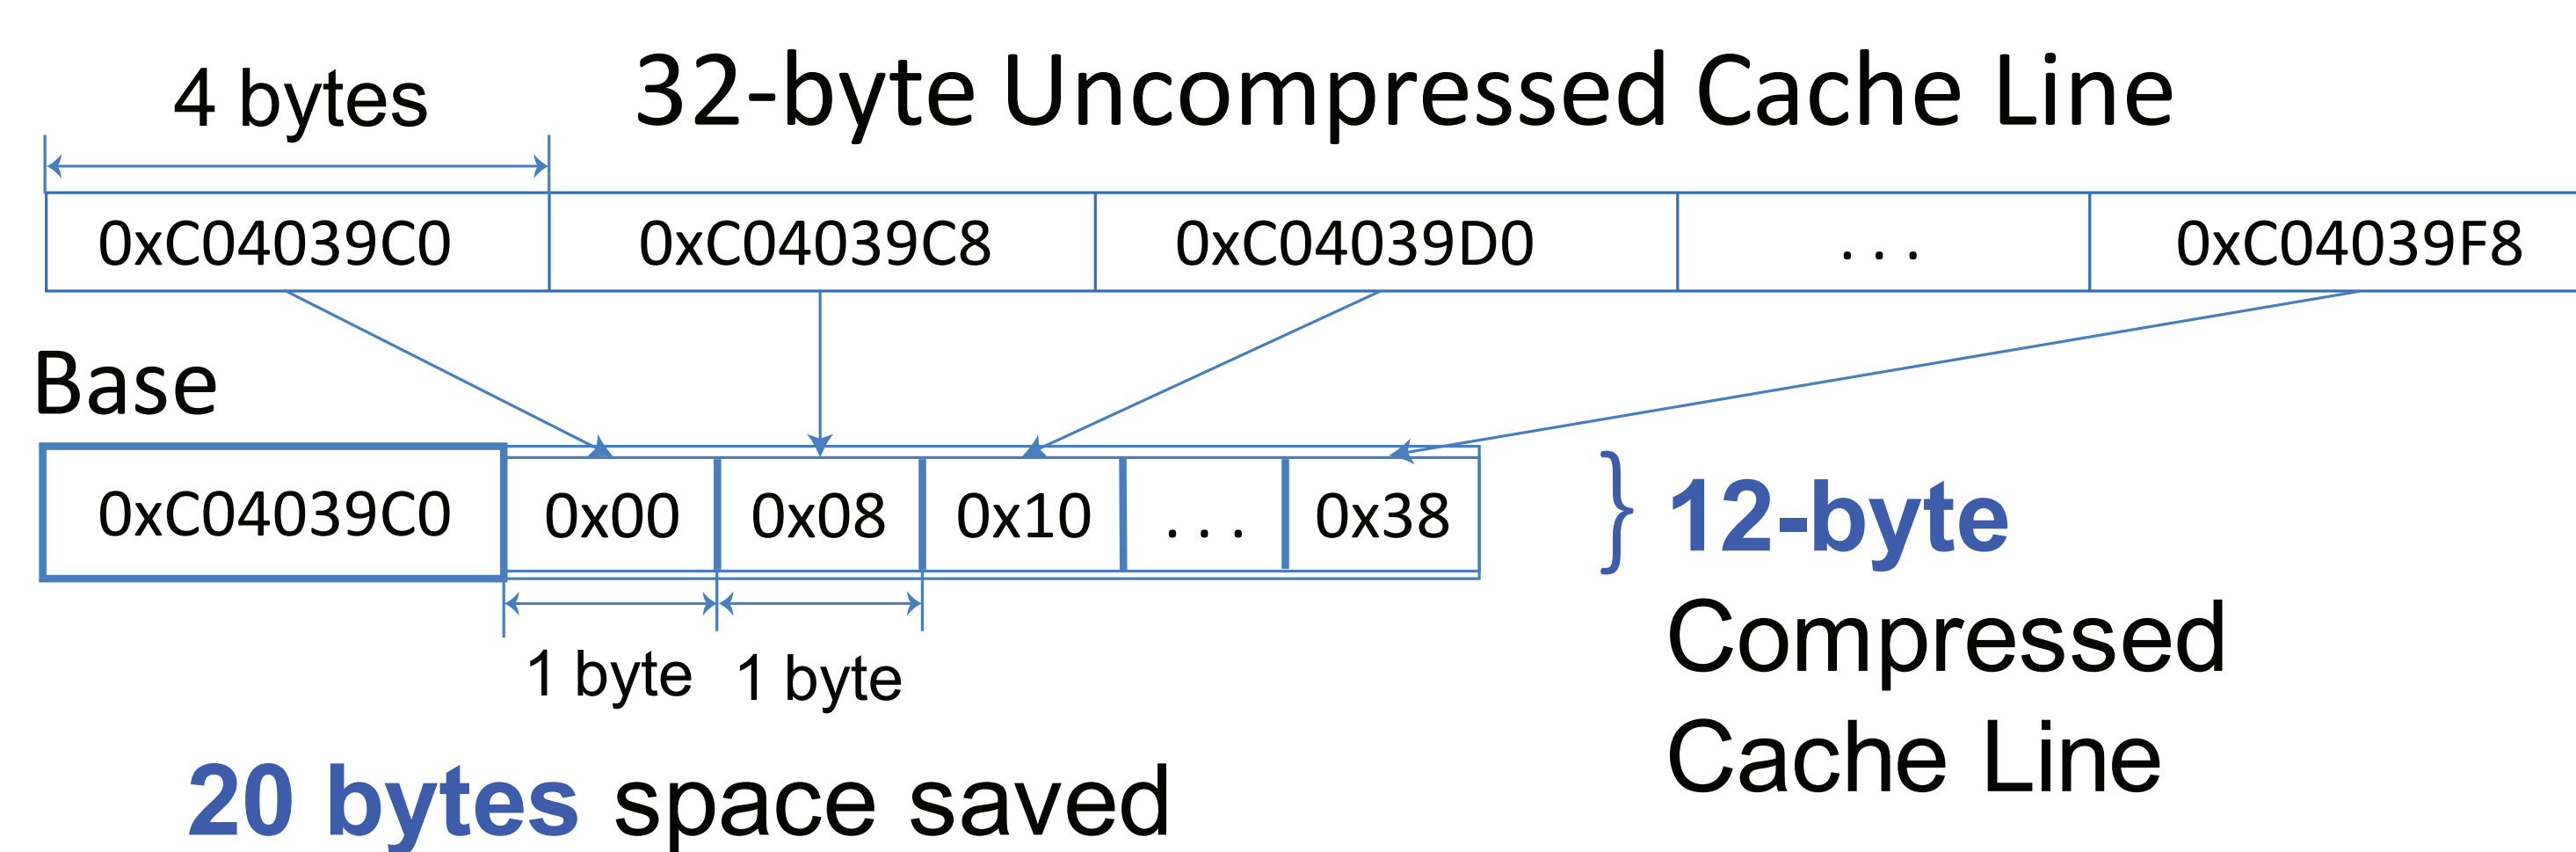 4 bytes
32-byte Uncompressed Cache Line
0xC04039C0 0xC04039C8 0xC04039D0 . . . 0xC04039F8
Base
0xC04039C0 0x00 0x08 0x10 . . . 0x38
12-byte
Compressed
Cache Line
1 byte 1 byte
20 bytes space saved